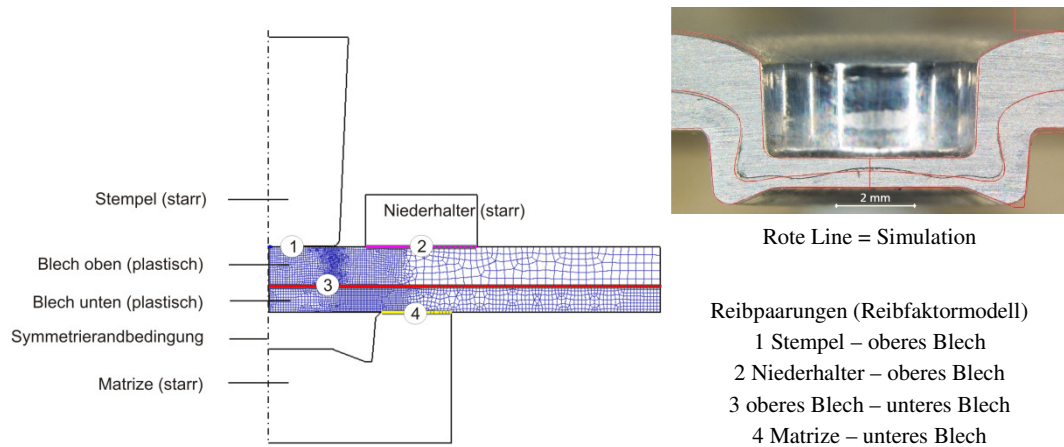 Stempel (starr)
Niederhalter (starr)
1
2
Blech oben (plastisch)
3
Blech unten (plastisch)
4
Symmetrierandbedingung
Matrize (starr)
2 mm
Rote Line = Simulation
Reibpaarungen (Reibfaktormodell)
1 Stempel – oberes Blech
2 Niederhalter – oberes Blech
3 oberes Blech – unteres Blech
4 Matrize – unteres Blech